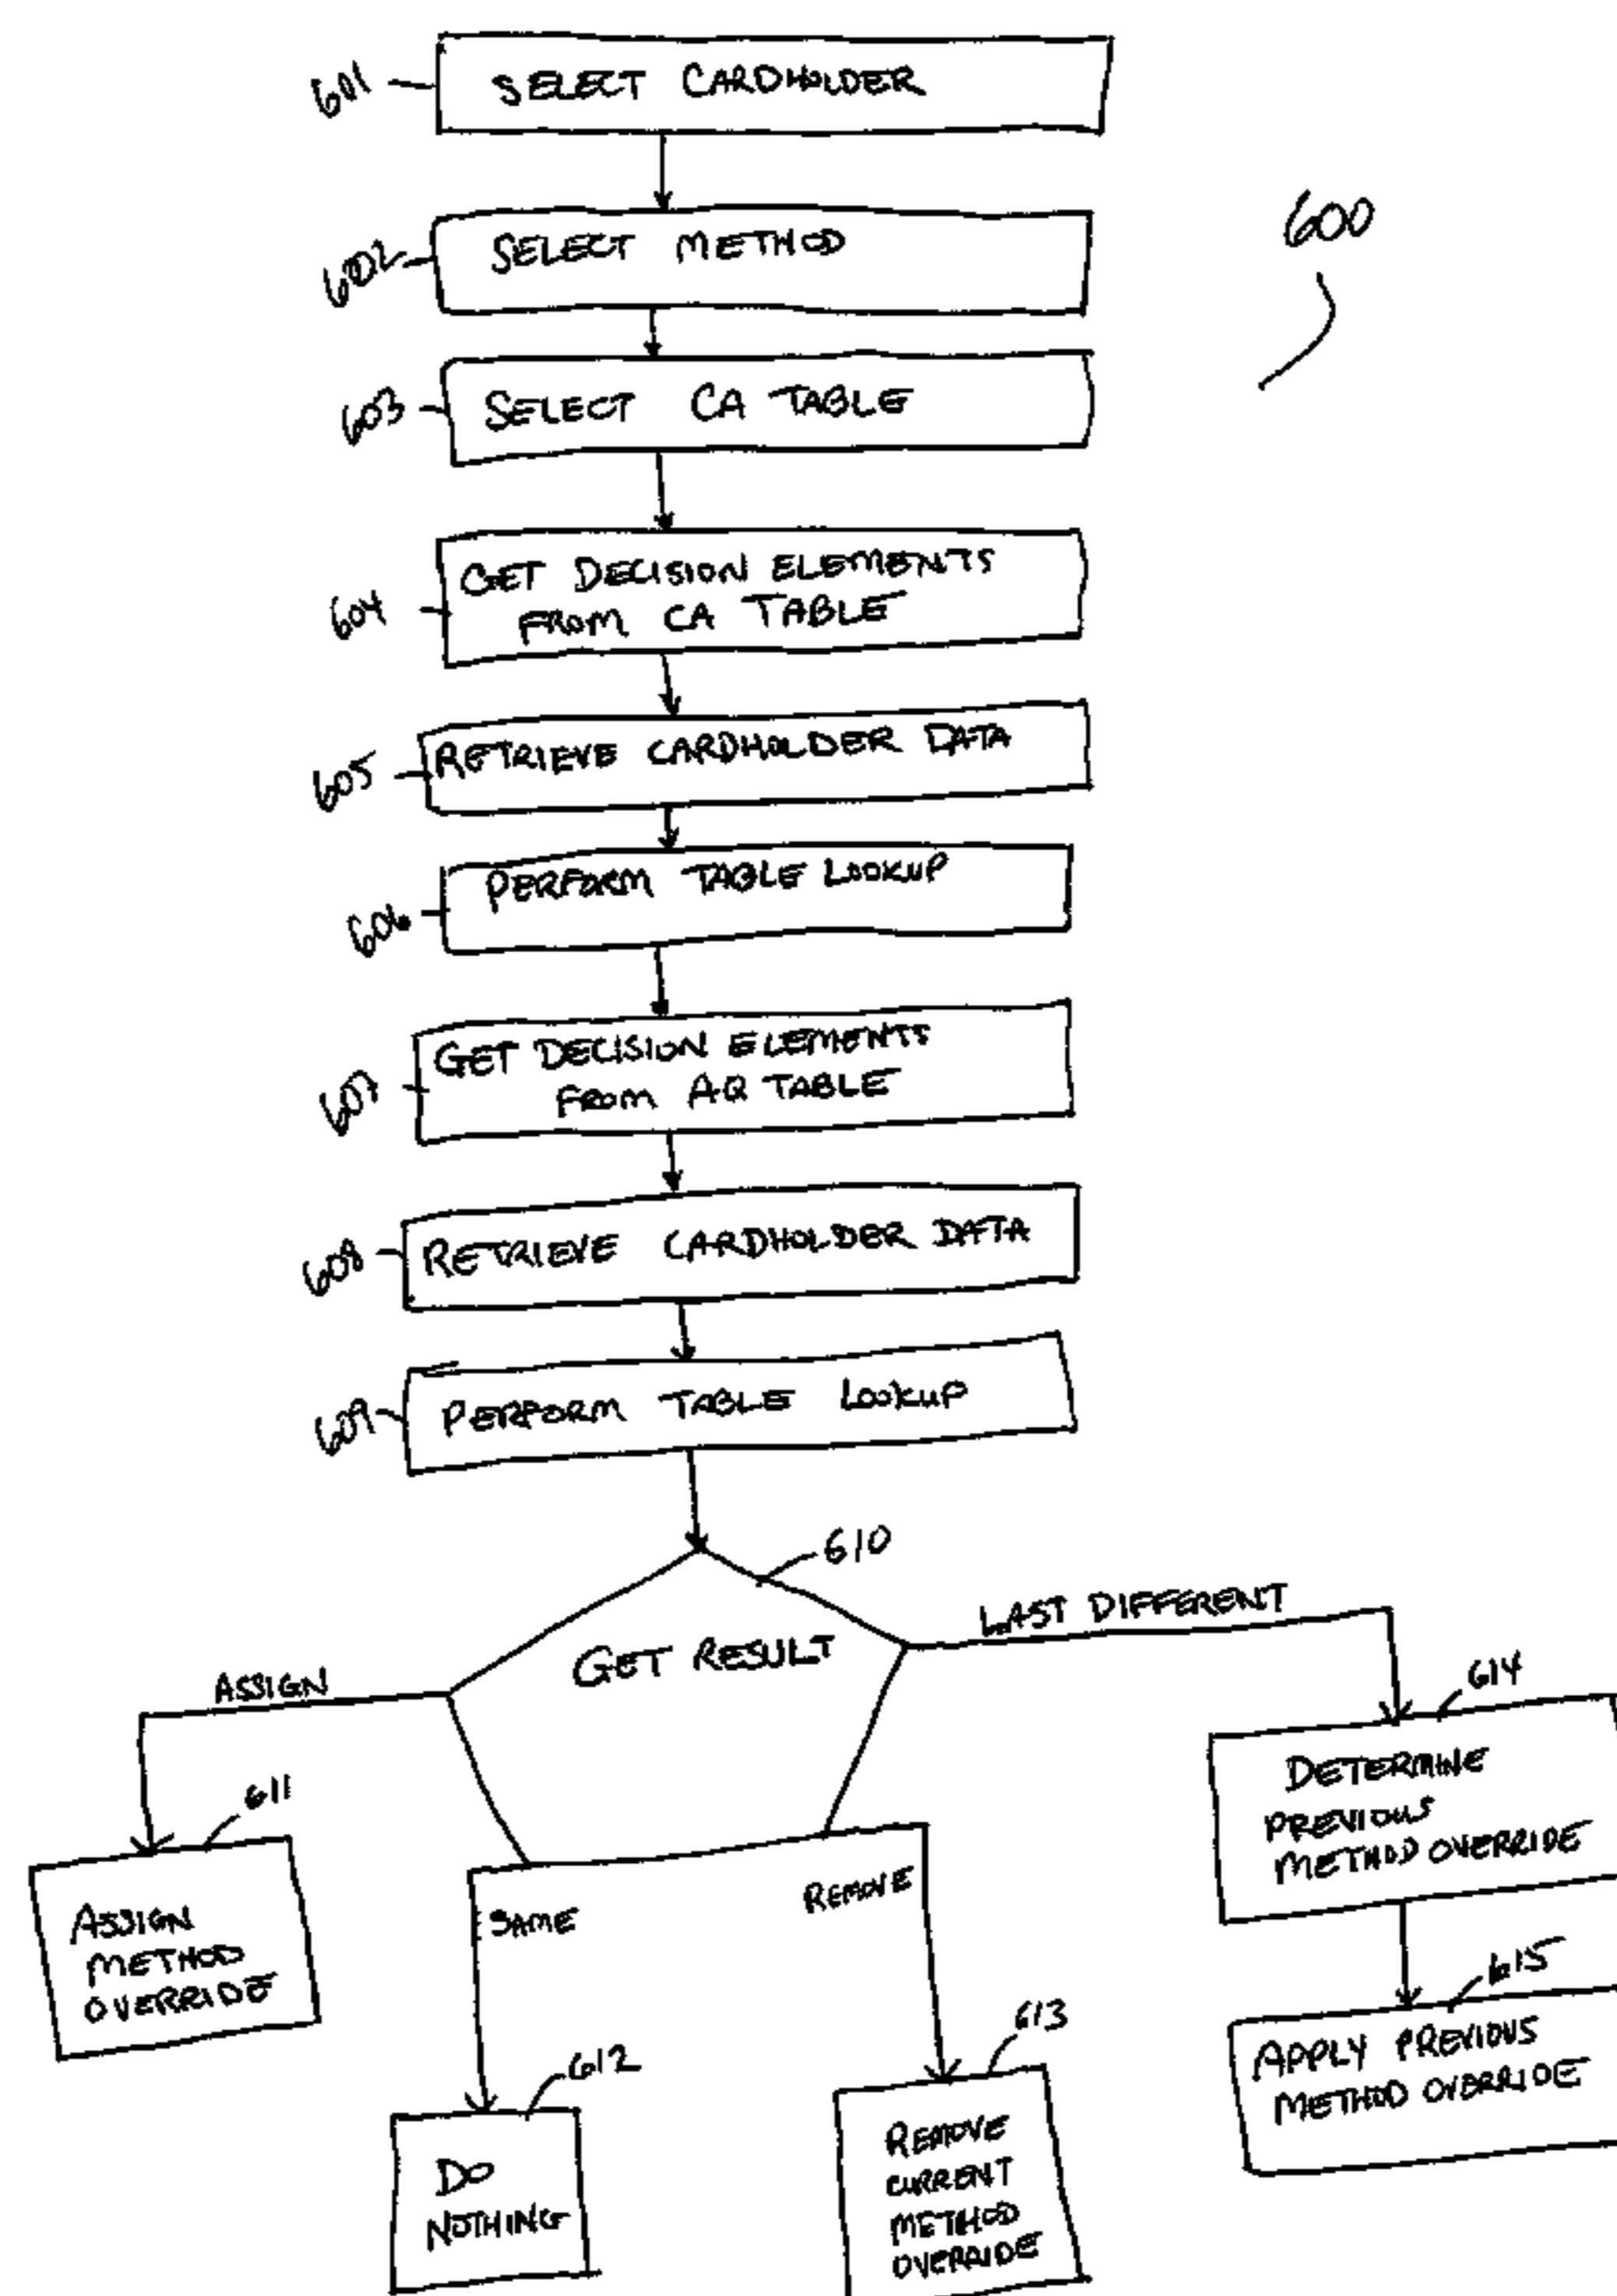 601
SELECT CARDHOLDER
602
SELECT METHOD
600
603
SELECT CA TABLE
604
GET DECISION ELEMENTS
FROM CA TABLE
605
RETRIEVE CARDHOLDER DATA
606
PERFORM TABLE LOOKUP
607
GET DECISION ELEMENTS
FROM AQ TABLE
608
RETRIEVE CARDHOLDER DATA
609
PERFORM TABLE LOOKUP
610
GET RESULT
ASSIGN
LAST DIFFERENT
611
ASSIGN
METHOD
OVERRIDE
SAME
REMOVE
614
DETERMINE
PREVIOUS
METHOD OVERRIDE
612
DO
NOTHING
613
REMOVE
CURRENT
METHOD
OVERRIDE
615
APPLY PREVIOUS
METHOD OVERRIDE